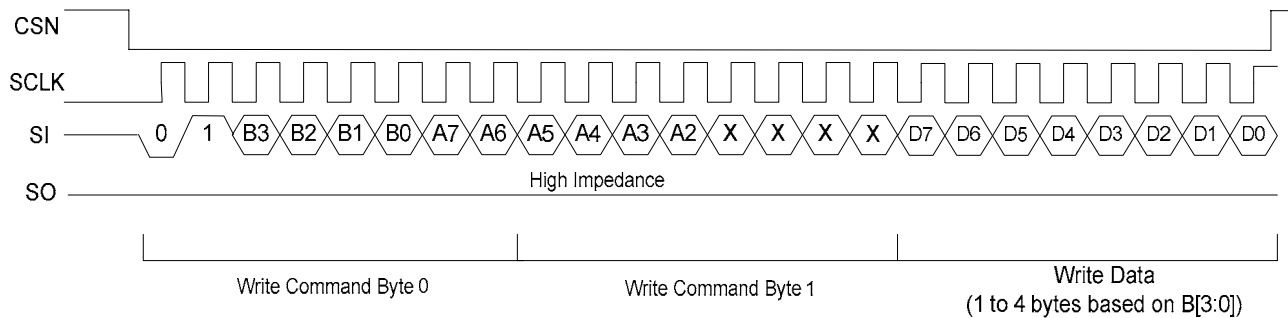 CSN
SCLK
SI 0 1 B3 B2 B1 B0 A7 A6 A5 A4 A3 A2 X X X X D7 D6 D5 D4 D3 D2 D1 D0
SO High Impedance
Write Command Byte 0 Write Command Byte 1 Write Data
(1 to 4 bytes based on B[3:0])